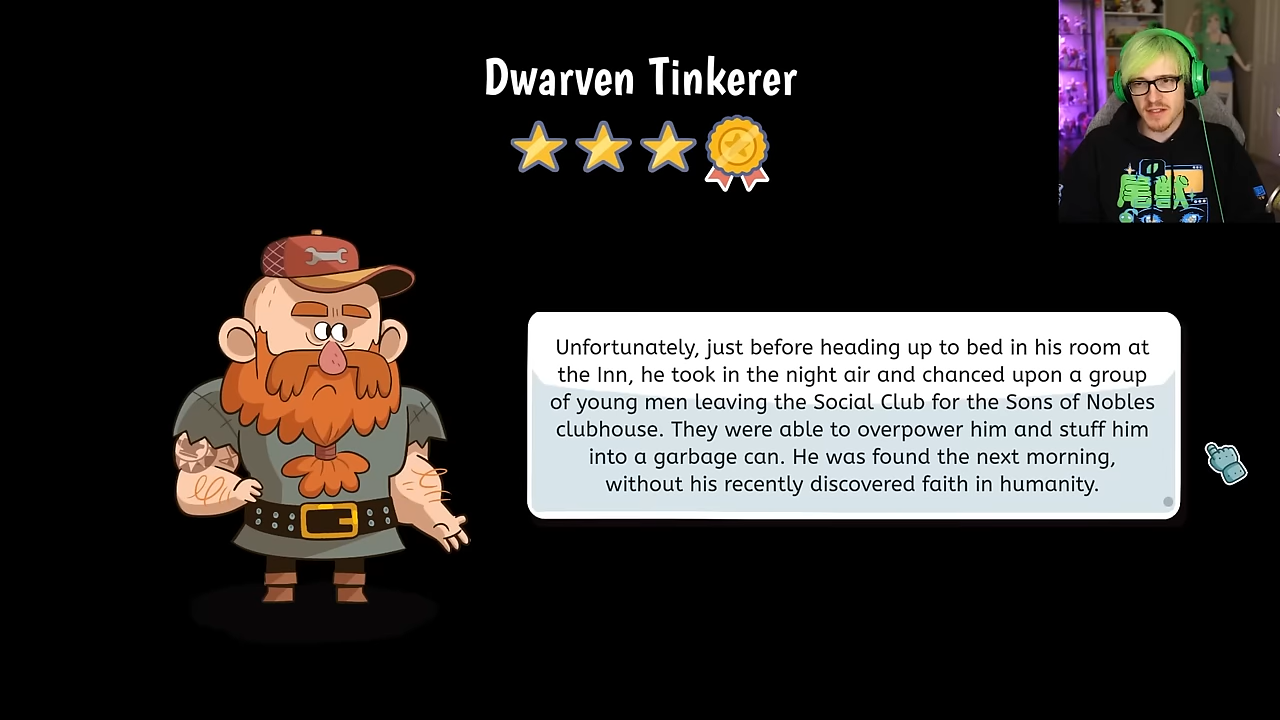 Dwarven Tinkerer
Unfortunately, just before heading up to bed in his room at
the Inn, he took in the night air and chanced upon a group
of young men leaving the Social Club for the Sons of Nobles
clubhouse. They were able to overpower him and stuff him
into a garbage can. He was found the next morning,
without his recently discovered faith in humanity.
尾獣